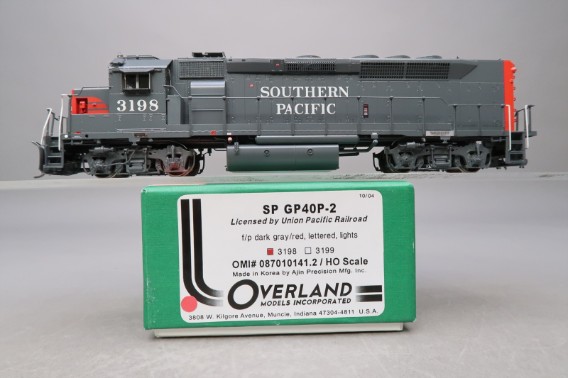 3198
SOUTHERN
PACIFIC
19/04
SP GP40P-2
Licensed by Union Pacific Railroad
f/p dark gray/red, lettered, lights
3198 3199
OMI# 087010141.2 / HO Scale
Made in Korea by Ajin Precision Mfg. Inc.
OVERLAND
MODELS INCORPORATED
3808 W. Kilgore Avenue, Muncie, Indiana 47304-4811 U.S.A.